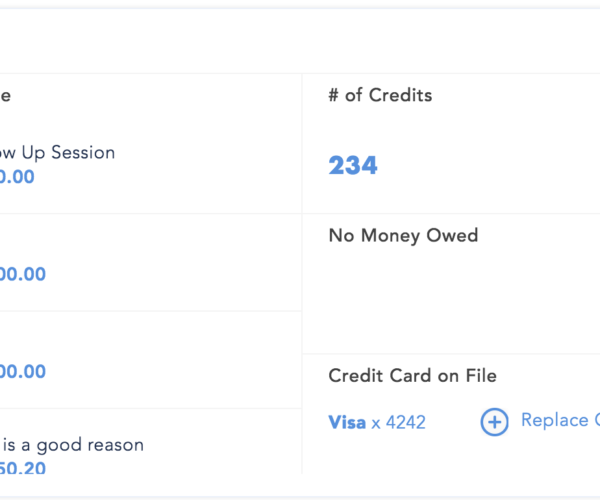 e
ow Up Session
0.00
00.00
00.00
is a good reason
50.20
# of Credits
234
No Money Owed
Credit Card on File
Visa x 4242
Replace